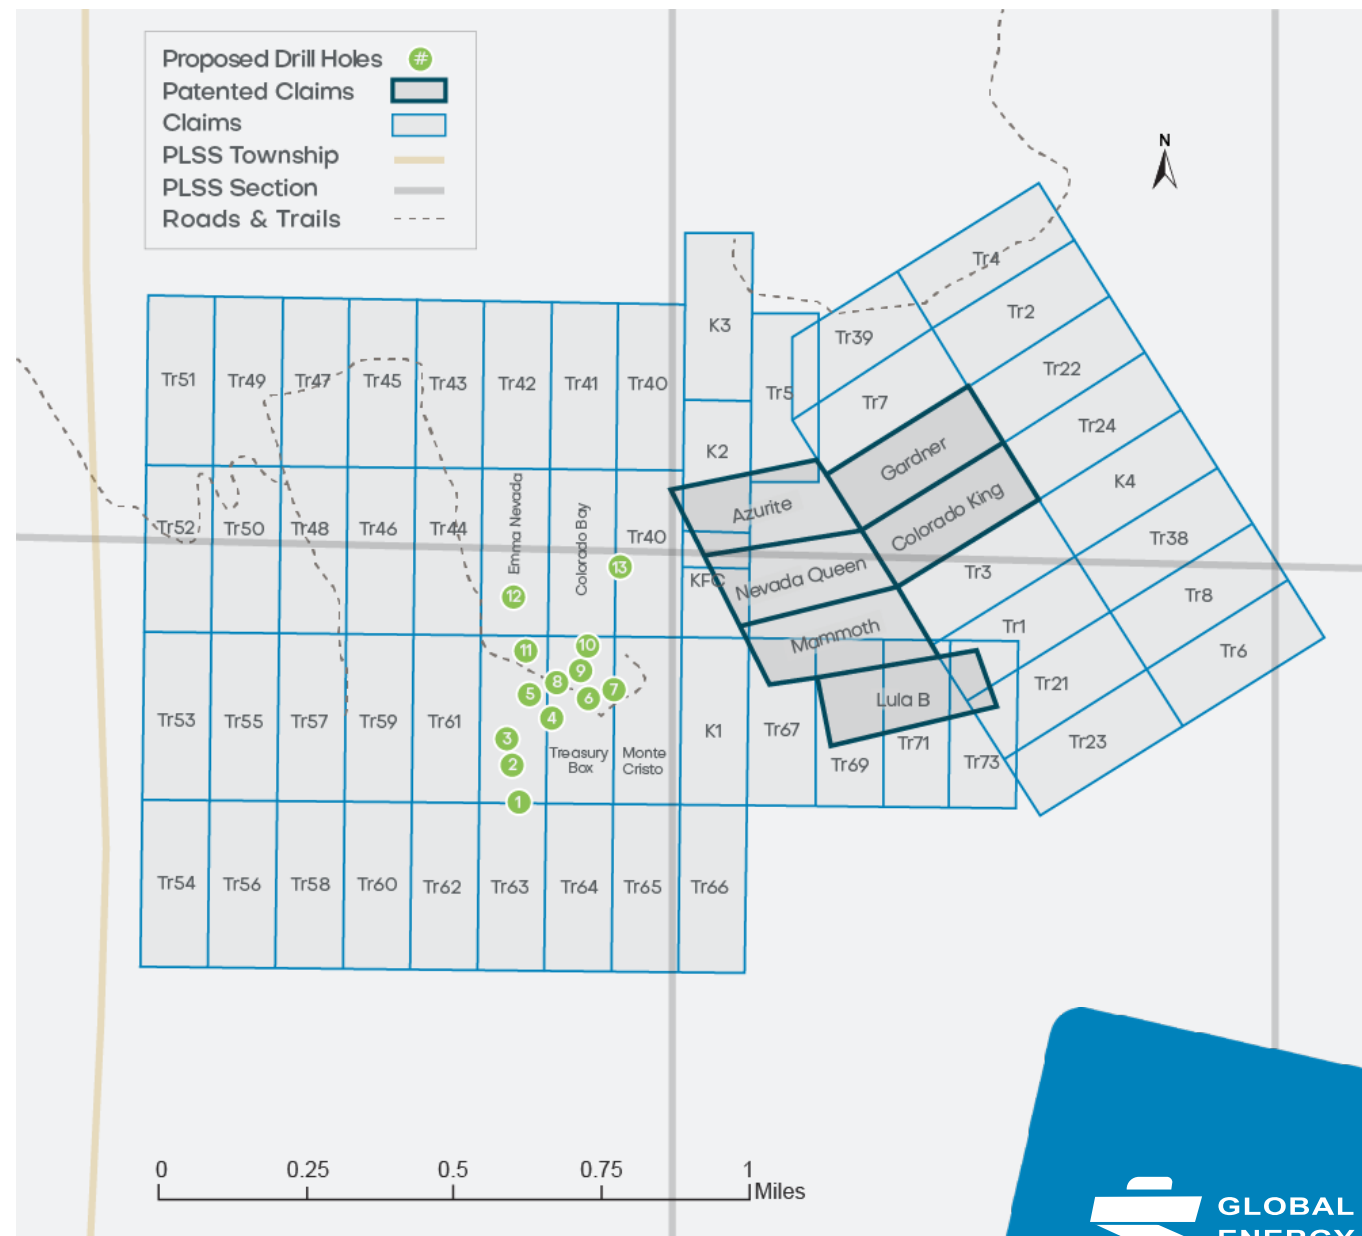 Proposed Drill Holes #
Patented Claims
Claims
PLSS Township
PLSS Section
Roads & Trails
N
Tr4
Tr2
K3
Tr39
Tr22
Tr51
Tr49
Tr47
Tr45
Tr43
Tr42
Tr41
Tr40
Tr5
Tr7
Tr24
K2
Gardner
K4
Azurite
Colorado King
Tr52
Tr50
Tr48
Tr46
Tr44
Emma Nevada
Colorado Bay
Tr40
Tr38
13
KFC
Nevada Queen
Tr3
12
Tr8
Mammoth
Tr1
11
10
Tr6
9
8
7
5
6
Tr21
Lula B
4
Tr53
Tr55
Tr57
Tr59
Tr61
3
K1
Tr67
Tr71
Tr23
2
Treasury
Box
Monte
Cristo
Tr69
Tr73
1
Tr54
Tr56
Tr58
Tr60
Tr62
Tr63
Tr64
Tr65
Tr66
0 0.25 0.5 0.75 1
Miles
GLOBAL
ENERGY